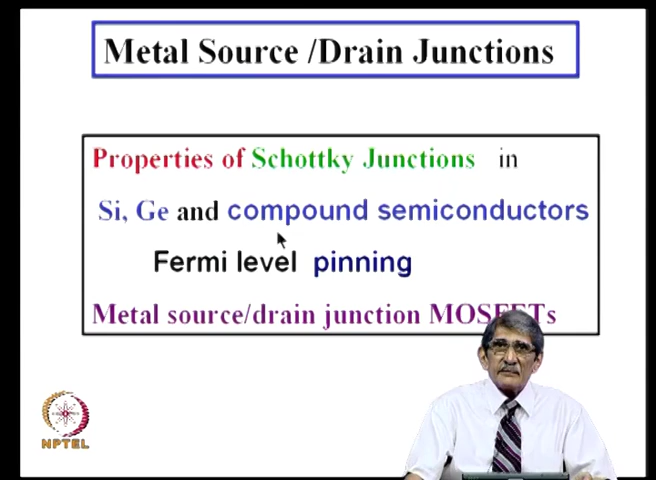 Metal Source /Drain Junctions
Properties of Schottky Junctions in
Si, Ge and compound semiconductors
Fermi level pinning
Metal source/drain junction MOSFETs
NPTEL